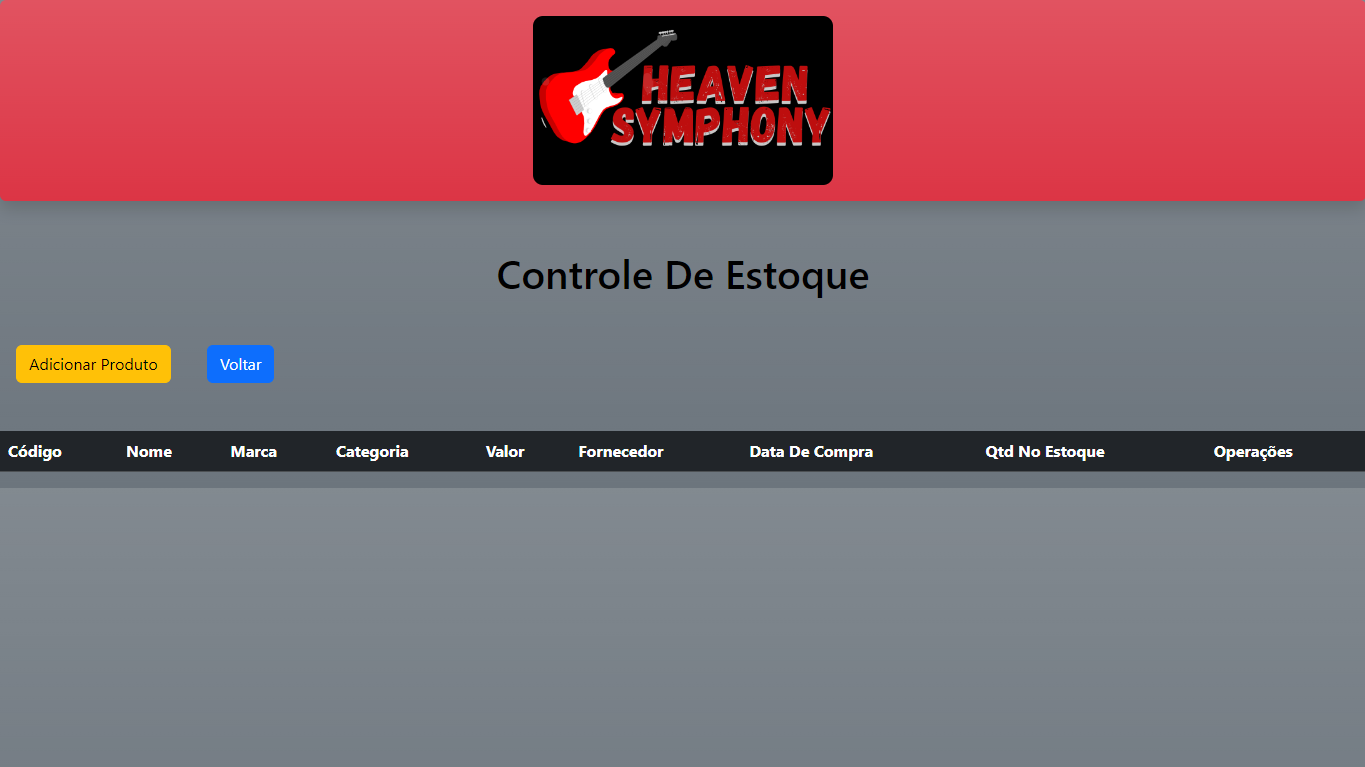 HEAVEN
SYMPHONY
Controle De Estoque
Adicionar Produto Voltar
Código Nome Marca Categoria Valor Fornecedor Data De Compra Qtd No Estoque Operações